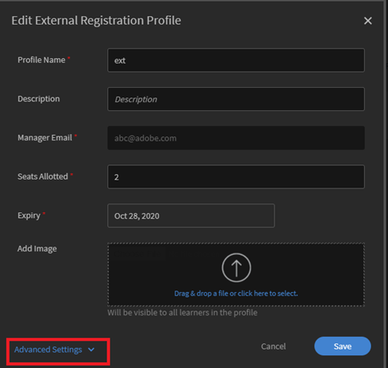 Edit External Registration Profile
Profile Name *
ext
Description
Description
Manager Email *
abc@adobe.com
Seats Allotted *
2
Expiry *
Oct 28, 2020
Add Image
Drag & drop a file or click here to select.
Will be visible to all learners in the profile
Advanced Settings
Cancel
Save